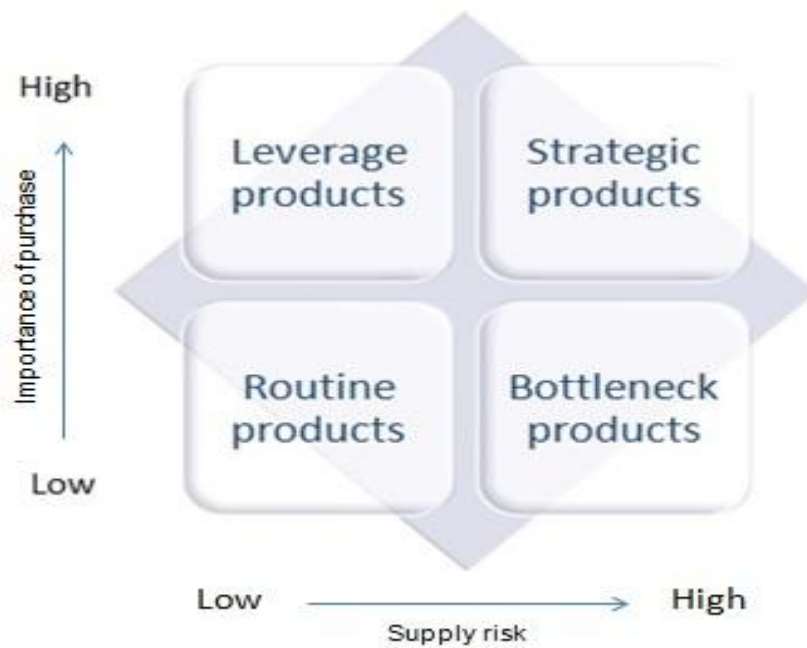 High
Leverage
products
Strategic
products
Importance of purchase
Routine
products
Bottleneck
products
Low
Low
High
Supply risk